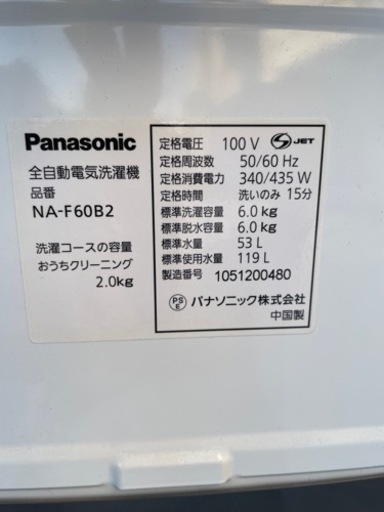 Panasonic
全自動電気洗濯機
品番
NA-F60B2
洗濯コースの容量
おうちクリーニング
2.0kg
定格電圧 100 V
S JET
定格周波数 50/60 Hz
定格消費電力 340/435 W
定格時間 洗いのみ 15分
標準洗濯容量 6.0 kg
標準脱水容量 6.0 kg
標準水量 53 L
標準使用水量 119 L
製造番号 1051200480
PS E パナソニック株式会社
中国製